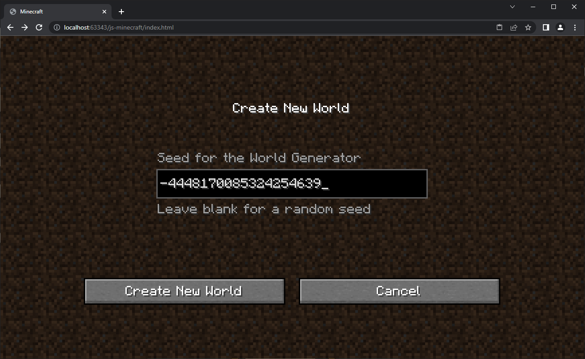 Minecraft
localhost:63343/js-minecraft/index.html
Create New World
Seed for the World Generator
-4448170085324254639_
Leave blank for a random seed
Create New World
Cancel